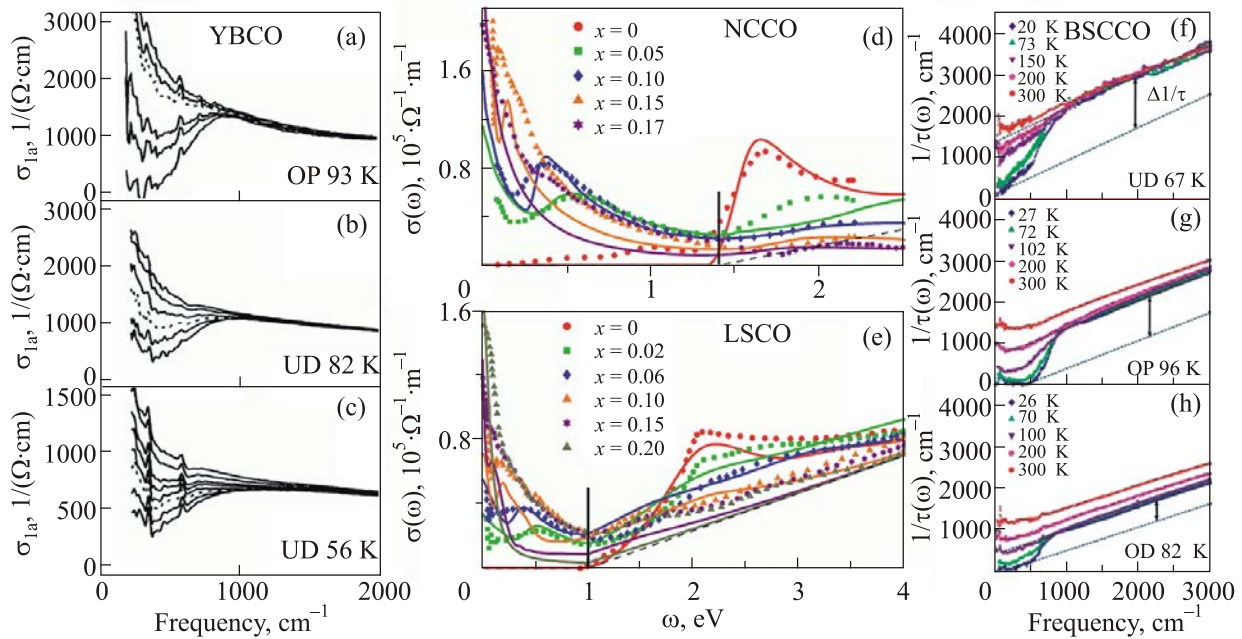 YBCO
(a)
3000
2000
1000
0
σ1a, 1/(Ω·cm)
OP 93 K
(b)
3000
2000
1000
0
σ1a, 1/(Ω·cm)
UD 82 K
(c)
1500
1000
500
0
σ1a, 1/(Ω·cm)
UD 56 K
0
1000
2000
Frequency, cm⁻¹
NCCO
(d)
x = 0
x = 0.05
x = 0.10
x = 0.15
x = 0.17
1.6
0.8
0
1
2
σ(ω), 10⁵·Ω⁻¹·m⁻¹
LSCO
(e)
x = 0
x = 0.02
x = 0.06
x = 0.10
x = 0.15
x = 0.20
1.6
0.8
0
1
2
3
4
σ(ω), 10⁵·Ω⁻¹·m⁻¹
ω, eV
BSCCO
(f)
20 K
73 K
150 K
200 K
300 K
4000
3000
2000
1000
0
1/τ(ω), cm⁻¹
Δ1/τ
UD 67 K
(g)
27 K
72 K
102 K
200 K
300 K
4000
3000
2000
1000
0
1/τ(ω), cm⁻¹
OP 96 K
(h)
26 K
70 K
100 K
200 K
300 K
4000
3000
2000
1000
1/τ(ω), cm⁻¹
OD 82 K
0
1000
2000
3000
Frequency, cm⁻¹